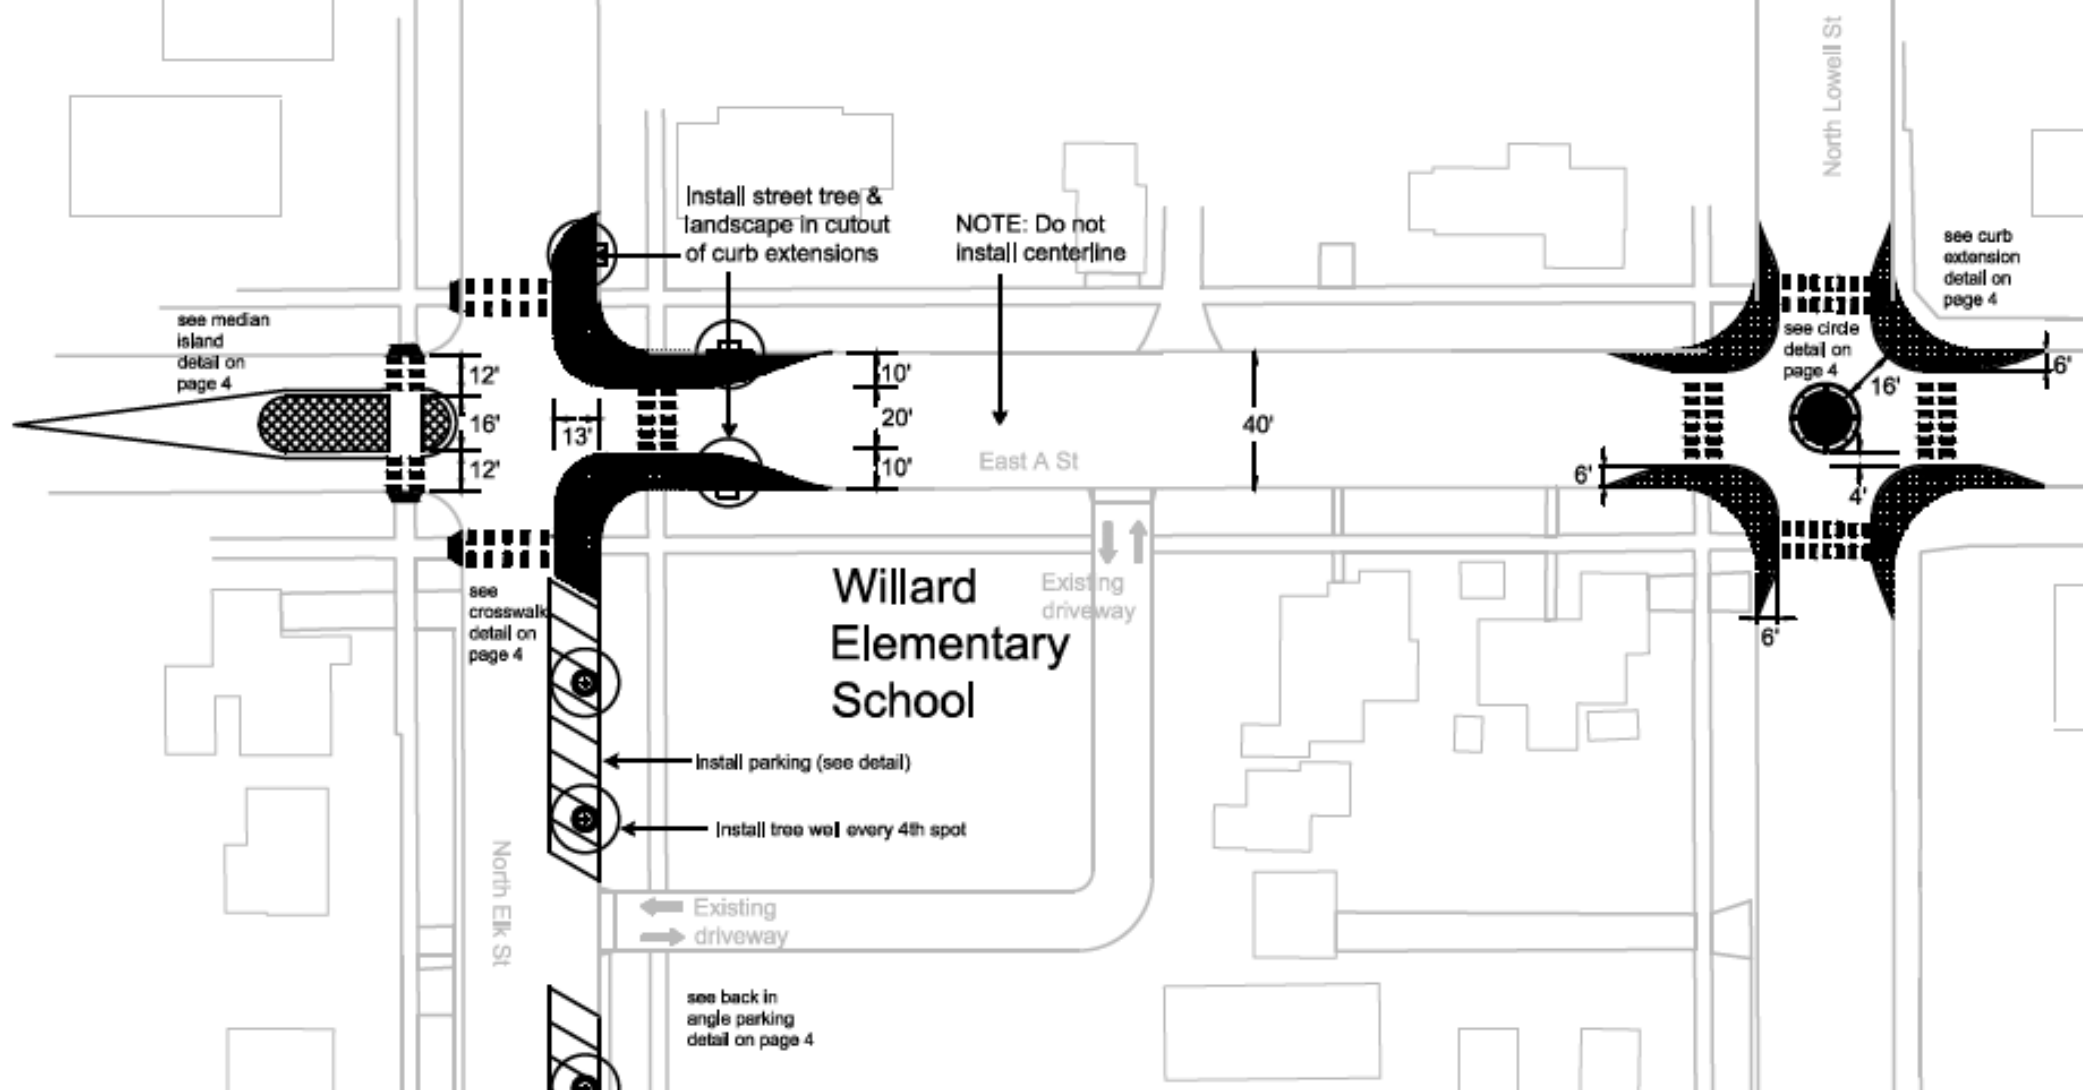 North Lowell St
Install street tree &
landscape in cutout
of curb extensions
NOTE: Do not
install centerline
see curb
extension
detail on
page 4
see median
island
detail on
page 4
see circle
detail on
page 4
12'
16'
12'
13'
10'
20'
10'
40'
16'
6'
6'
4'
6'
East A St
see
crosswalk
detail on
page 4
Willard
Elementary
School
Existing
driveway
Install parking (see detail)
Install tree well every 4th spot
North Elk St
Existing
driveway
see back in
angle parking
detail on page 4